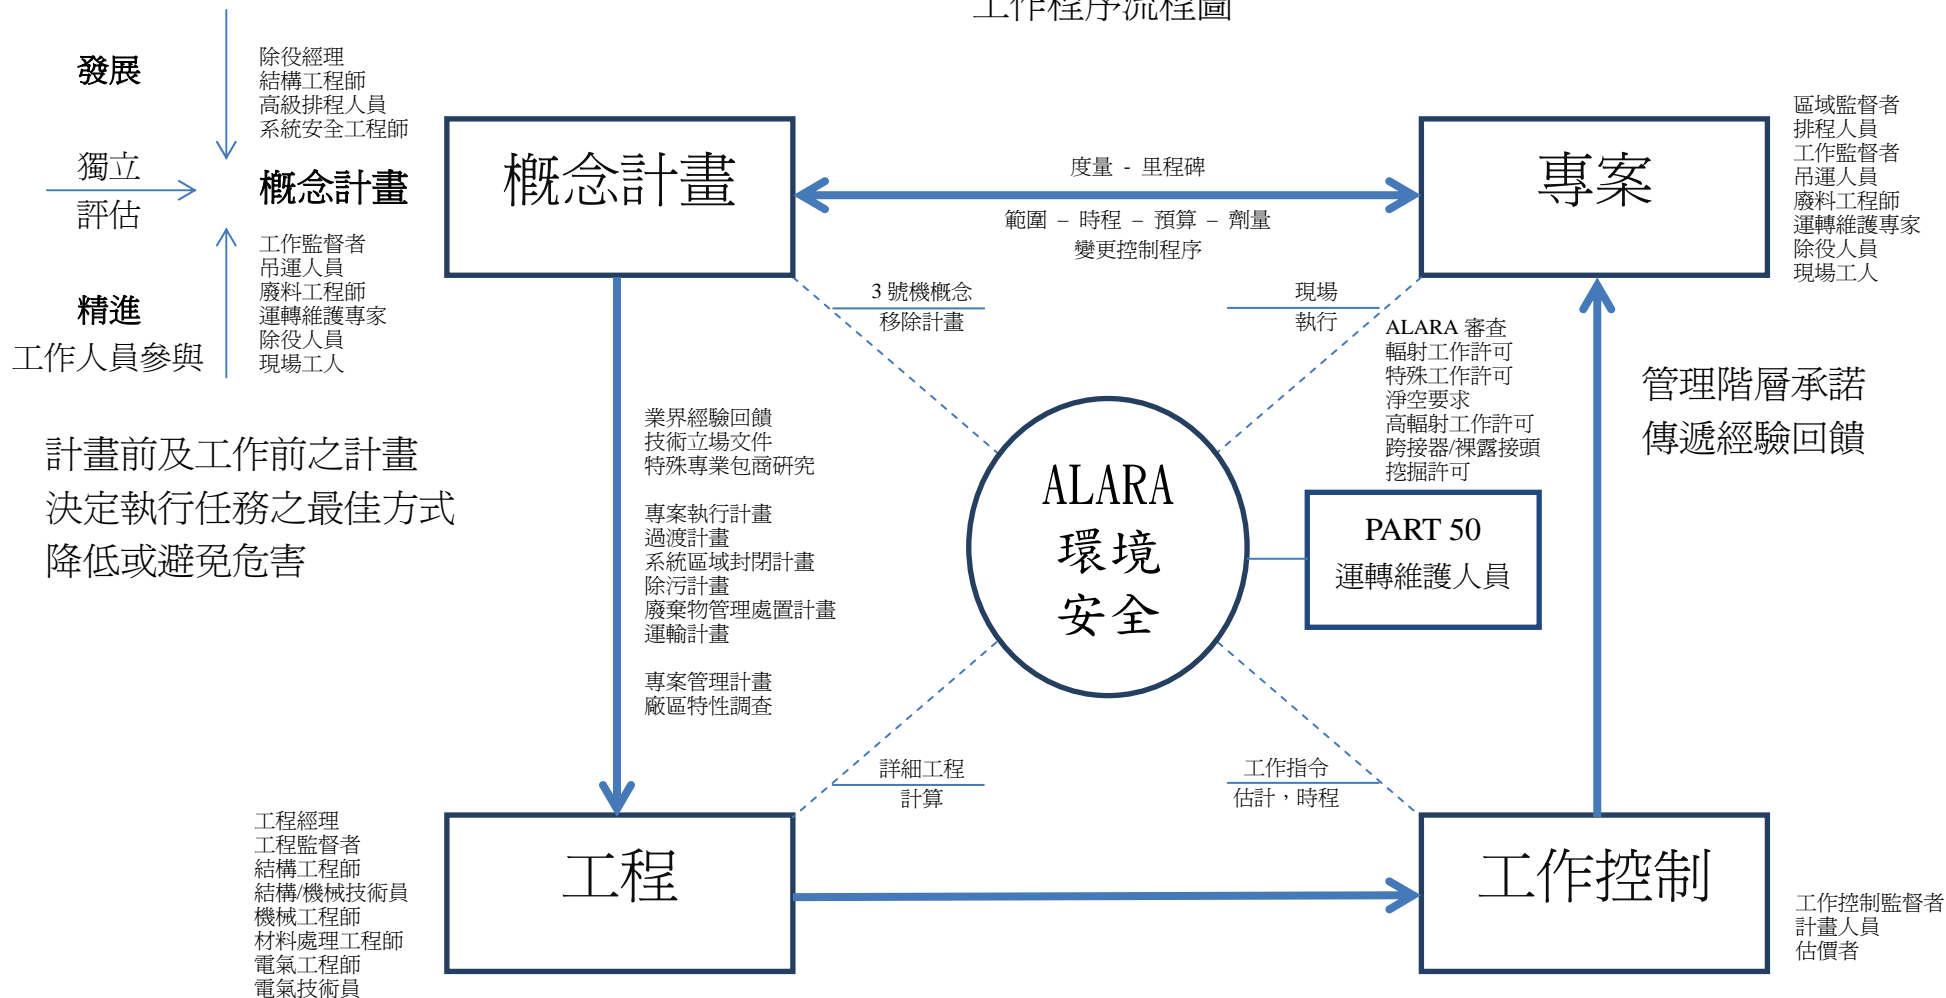 工作程序流程圖
發展
除役經理
結構工程師
高級排程人員
系統安全工程師
獨立
評估
概念計畫
工作監督者
吊運人員
廢料工程師
運轉維護專家
除役人員
現場工人
精進
工作人員參與
計畫前及工作前之計畫
決定執行任務之最佳方式
降低或避免危害
概念計畫
度量 - 里程碑
範圍 – 時程 – 預算 – 劑量
變更控制程序
專案
區域監督者
排程人員
工作監督者
吊運人員
廢料工程師
運轉維護專家
除役人員
現場工人
3 號機概念
移除計畫
現場
執行
ALARA 審查
輻射工作許可
特殊工作許可
淨空要求
高輻射工作許可
跨接器/裸露接頭
挖掘許可
管理階層承諾
傳遞經驗回饋
業界經驗回饋
技術立場文件
特殊專業包商研究
專案執行計畫
過渡計畫
系統區域封閉計畫
除污計畫
廢棄物管理處置計畫
運輸計畫
專案管理計畫
廠區特性調查
ALARA
環境
安全
PART 50
運轉維護人員
詳細工程
計算
工作指令
估計，時程
工程經理
工程監督者
結構工程師
結構/機械技術員
機械工程師
材料處理工程師
電氣工程師
電氣技術員
工程
工作控制
工作控制監督者
計畫人員
估價者